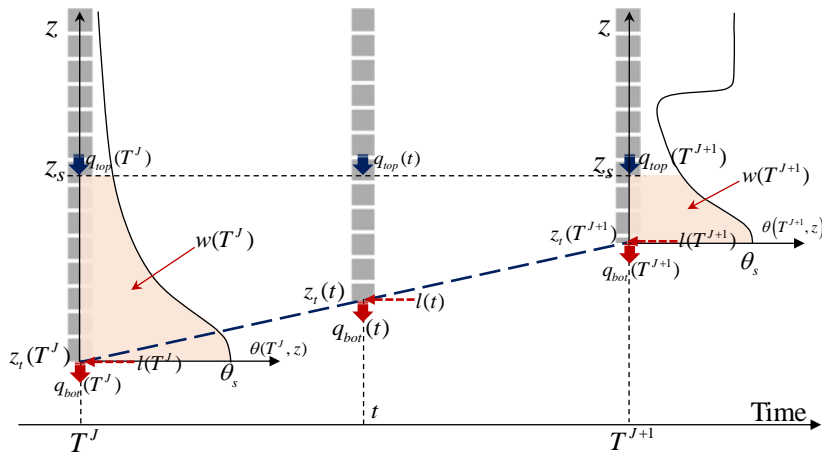 z
z
q_top(T^J)
q_top(t)
q_top(T^{J+1})
z_s
z_s
w(T^{J+1})
w(T^J)
z_t(T^{J+1})
l(T^{J+1})
θ(T^{J+1}, z)
θ_s
q_bot(T^{J+1})
z_t(t)
l(t)
q_bot(t)
z_t(T^J)
l(T^J)
θ(T^J, z)
θ_s
q_bot(T^J)
t
Time
T^J
T^{J+1}